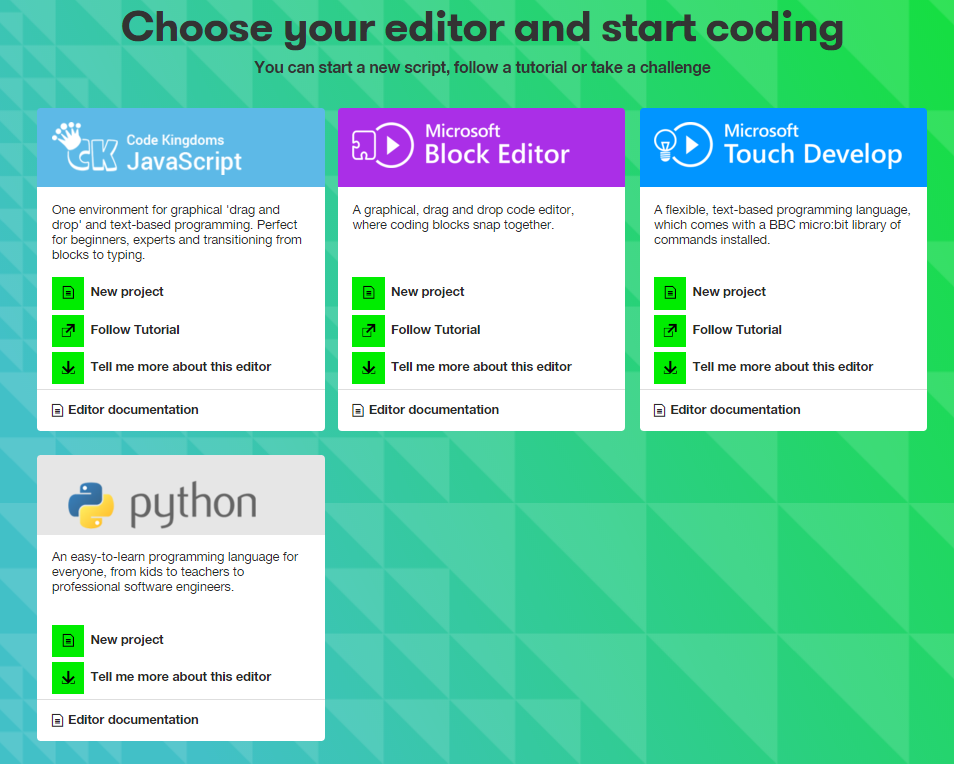 Choose your editor and start coding
You can start a new script, follow a tutorial or take a challenge
CK
Code Kingdoms
JavaScript
One environment for graphical 'drag and
drop' and text-based programming. Perfect
for beginners, experts and transitioning from
blocks to typing.
New project
Follow Tutorial
Tell me more about this editor
Editor documentation
Microsoft
Block Editor
A graphical, drag and drop code editor,
where coding blocks snap together.
New project
Follow Tutorial
Tell me more about this editor
Editor documentation
Microsoft
Touch Develop
A flexible, text-based programming language,
which comes with a BBC micro:bit library of
commands installed.
New project
Follow Tutorial
Tell me more about this editor
Editor documentation
python
An easy-to-learn programming language for
everyone, from kids to teachers to
professional software engineers.
New project
Tell me more about this editor
Editor documentation